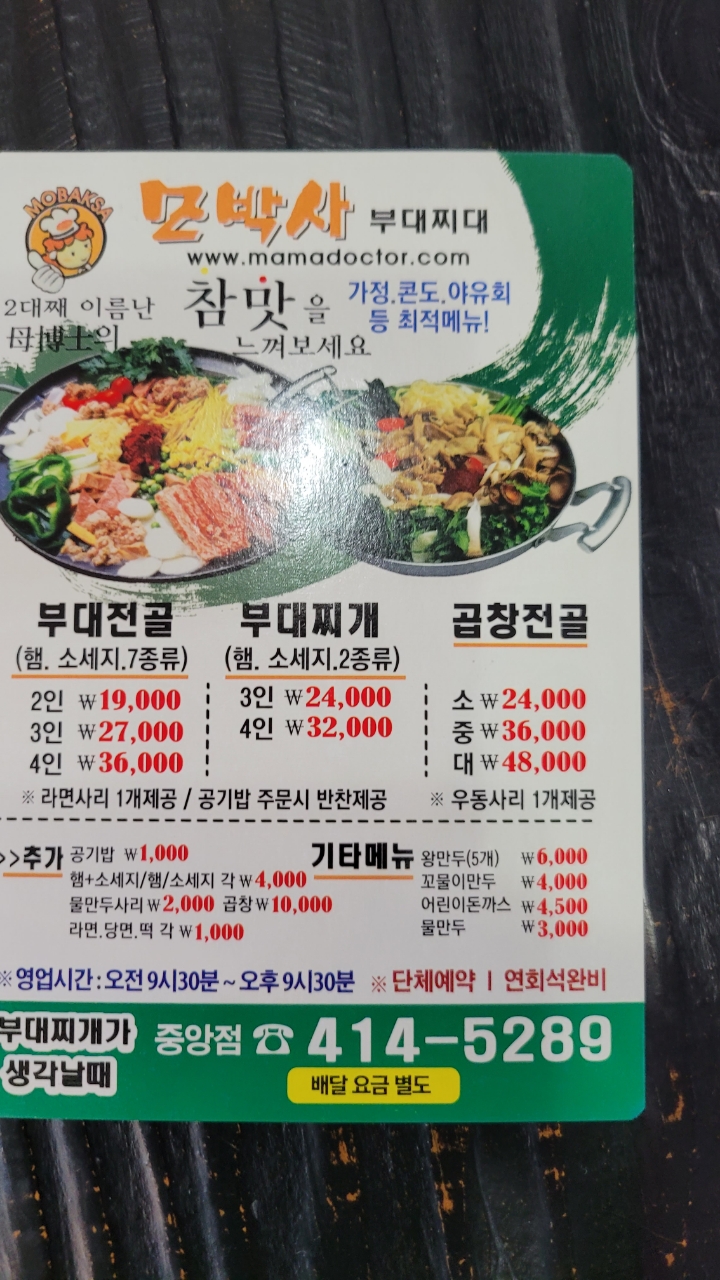 MOBAKSA
모박사 부대찌대
www.mamadoctor.com
2대째 이름난
母博士의
참맛을
느껴보세요
가정.콘도.야유회
등 최적메뉴!
부대전골
(햄. 소세지.7종류)
2인 ₩19,000
3인 ₩27,000
4인 ₩36,000
부대찌개
(햄. 소세지.2종류)
3인 ₩24,000
4인 ₩32,000
곱창전골
소 ₩24,000
중 ₩36,000
대 ₩48,000
※ 라면사리 1개제공 / 공기밥 주문시 반찬제공
※ 우동사리 1개제공
>>추가
공기밥 ₩1,000
햄+소세지/햄/소세지 각 ₩4,000
물만두사리 ₩2,000 곱창 ₩10,000
라면.당면.떡 각 ₩1,000
기타메뉴
왕만두(5개) ₩6,000
꼬물이만두 ₩4,000
어린이돈까스 ₩4,500
물만두 ₩3,000
※영업시간 : 오전 9시30분 ~ 오후 9시30분
※ 단체예약 | 연회석완비
부대찌개가
생각날때
중앙점 ☎ 414-5289
배달 요금 별도